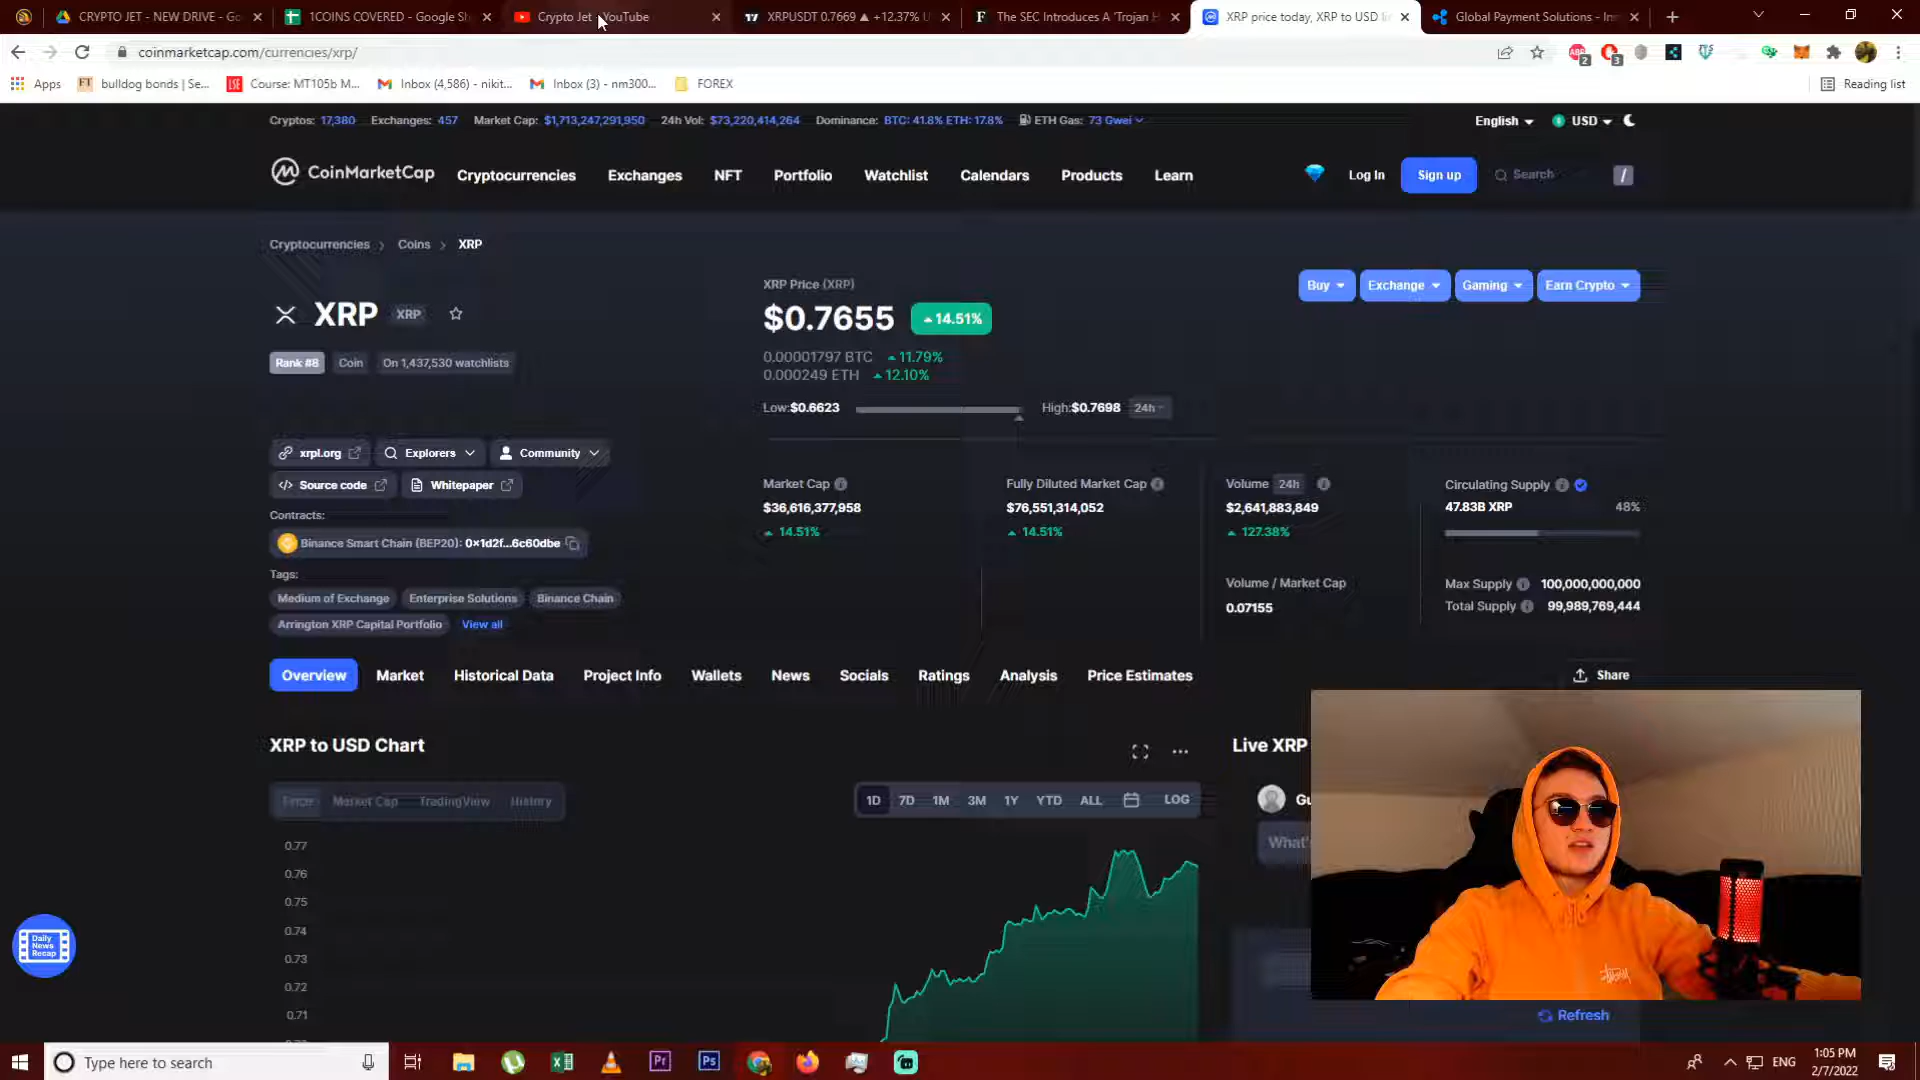 CRYPTO JET - NEW DRIVE - Go
1COINS COVERED - Google Sh
Crypto Jet - YouTube
XRPUSDT 0.7669 ▲ +12.37% U
The SEC Introduces A 'Trojan H
XRP price today, XRP to USD li
Global Payment Solutions - Ins
coinmarketcap.com/currencies/xrp/
Apps
bulldog bonds | Se...
Course: MT105b M...
Inbox (4,586) - nikit...
Inbox (3) - nm300...
FOREX
Reading list
Cryptos: 17,380 Exchanges: 457 Market Cap: $1,713,247,291,950 24h Vol: $73,220,414,264 Dominance: BTC: 41.8% ETH: 17.8% ETH Gas: 73 Gwei
English USD
CoinMarketCap
Cryptocurrencies Exchanges NFT Portfolio Watchlist Calendars Products Learn
Log In
Sign up
Search /
Cryptocurrencies > Coins > XRP
XRP XRP
Rank #8 Coin On 1,437,530 watchlists
XRP Price (XRP)
$0.7655 14.51%
0.00001797 BTC 11.79%
0.000249 ETH 12.10%
Low:$0.6623 High:$0.7698 24h
Buy Exchange Gaming Earn Crypto
xrpl.org Explorers Community
Source code Whitepaper
Contracts:
Binance Smart Chain (BEP20): 0x1d2f...6c60dbe
Tags:
Medium of Exchange Enterprise Solutions Binance Chain
Arrington XRP Capital Portfolio View all
Market Cap
$36,616,377,958
14.51%
Fully Diluted Market Cap
$76,551,314,052
14.51%
Volume 24h
$2,641,883,849
127.38%
Volume / Market Cap
0.07155
Circulating Supply
47.83B XRP 48%
Max Supply 100,000,000,000
Total Supply 99,989,769,444
Overview Market Historical Data Project Info Wallets News Socials Ratings Analysis Price Estimates
Share
XRP to USD Chart
Price Market Cap TradingView History
1D 7D 1M 3M 1Y YTD ALL LOG
0.77
0.76
0.75
0.74
0.73
0.72
0.71
Live XRP
Gu
What's
Refresh
Daily
News
Recap
Type here to search
Pr
Ps
ENG
1:05 PM
2/7/2022